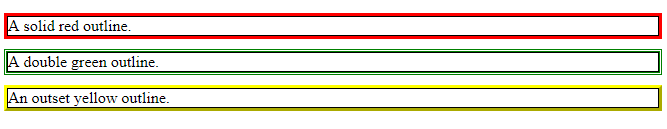 A solid red outline.
A double green outline.
An outset yellow outline.